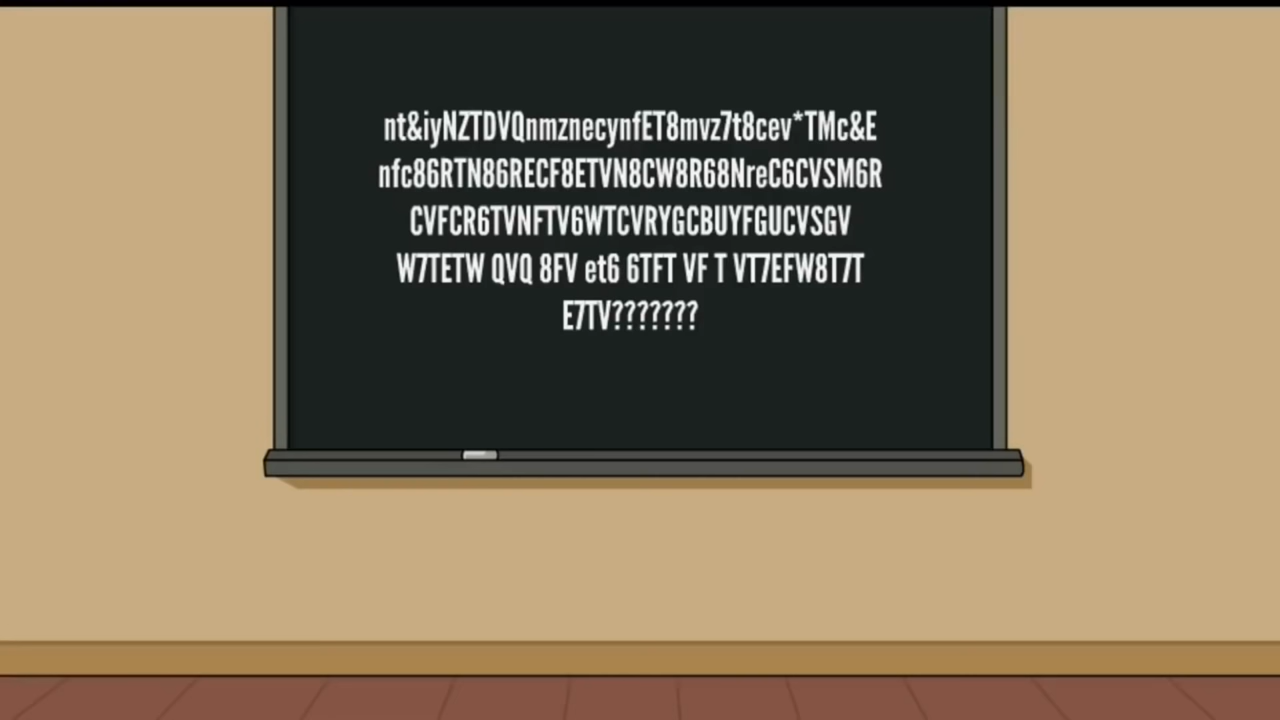 nt&iyNZTDVQnmznecynfET8mvz7t8cev*TMc&E
nfc86RTN86RECF8ETVN8CW8R68NreC6CVSM6R
CVFCR6TVNFTV6WTCVRYGCBUYFGUCVSGV
W7TETW QVQ 8FV et6 6TFT VF T VT7EFW8T7T
E7TV???????